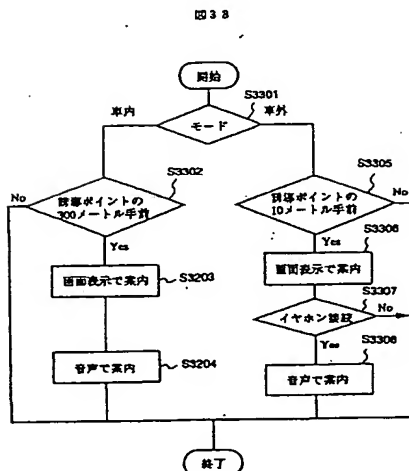 図38
開始
S3301
車内
モード
車外
S3302
No
誘導ポイントの
300メートル手前
Yes
S3305
誘導ポイントの
10メートル手前
No
Yes
画面表示で案内
S3203
S3306
画面表示で案内
S3307
イヤホン接続
No
Yes
音声で案内
S3204
S3308
音声で案内
終了